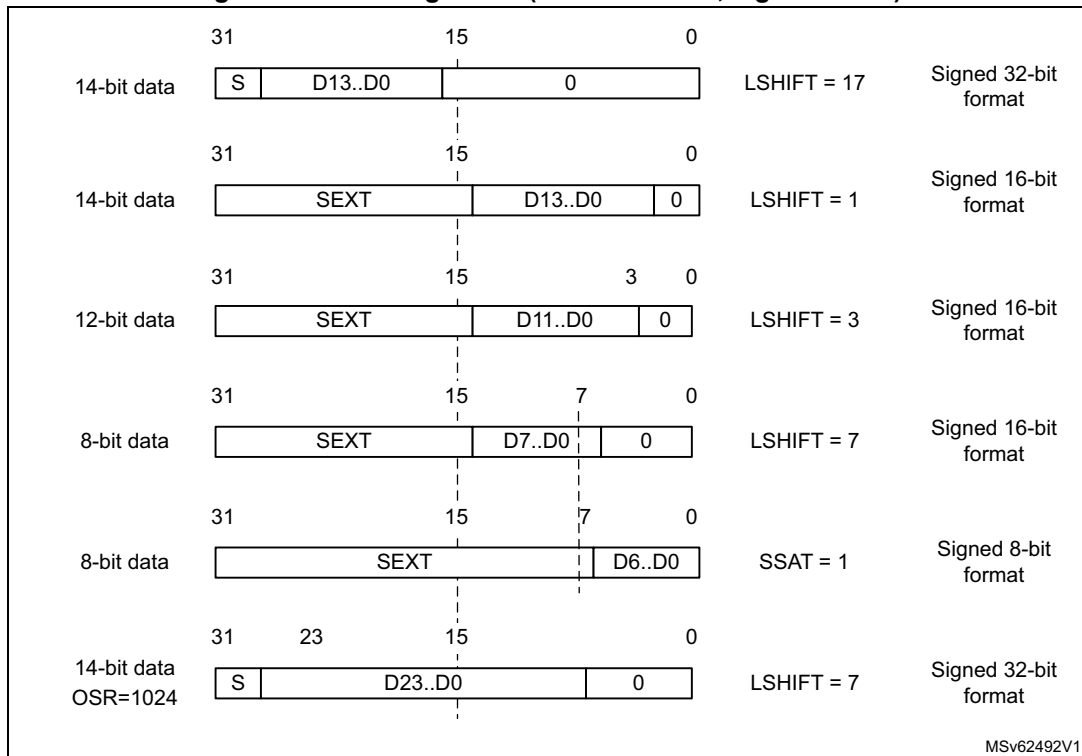 31 15 0
14-bit data S D13..D0 0 LSHIFT = 17 Signed 32-bit
format
31 15 0
14-bit data SEXT D13..D0 0 LSHIFT = 1 Signed 16-bit
format
31 15 3 0
12-bit data SEXT D11..D0 0 LSHIFT = 3 Signed 16-bit
format
31 15 7 0
8-bit data SEXT D7..D0 0 LSHIFT = 7 Signed 16-bit
format
31 15 7 0
8-bit data SEXT D6..D0 SSAT = 1 Signed 8-bit
format
31 23 15 0
14-bit data
OSR=1024 S D23..D0 0 LSHIFT = 7 Signed 32-bit
format
MSv62492V1